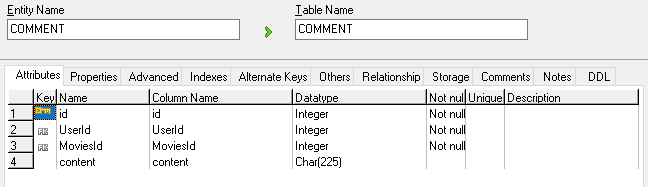 Entity Name Table Name
COMMENT COMMENT
Attributes Properties Advanced Indexes Alternate Keys Others Relationship Storage Comments Notes DDL
Key Name Column Name Datatype Not nul Unique Description
1 Key id id Integer Not null
2 FK UserId UserId Integer Not null
3 FK MoviesId MoviesId Integer Not null
4 content content Char(225)